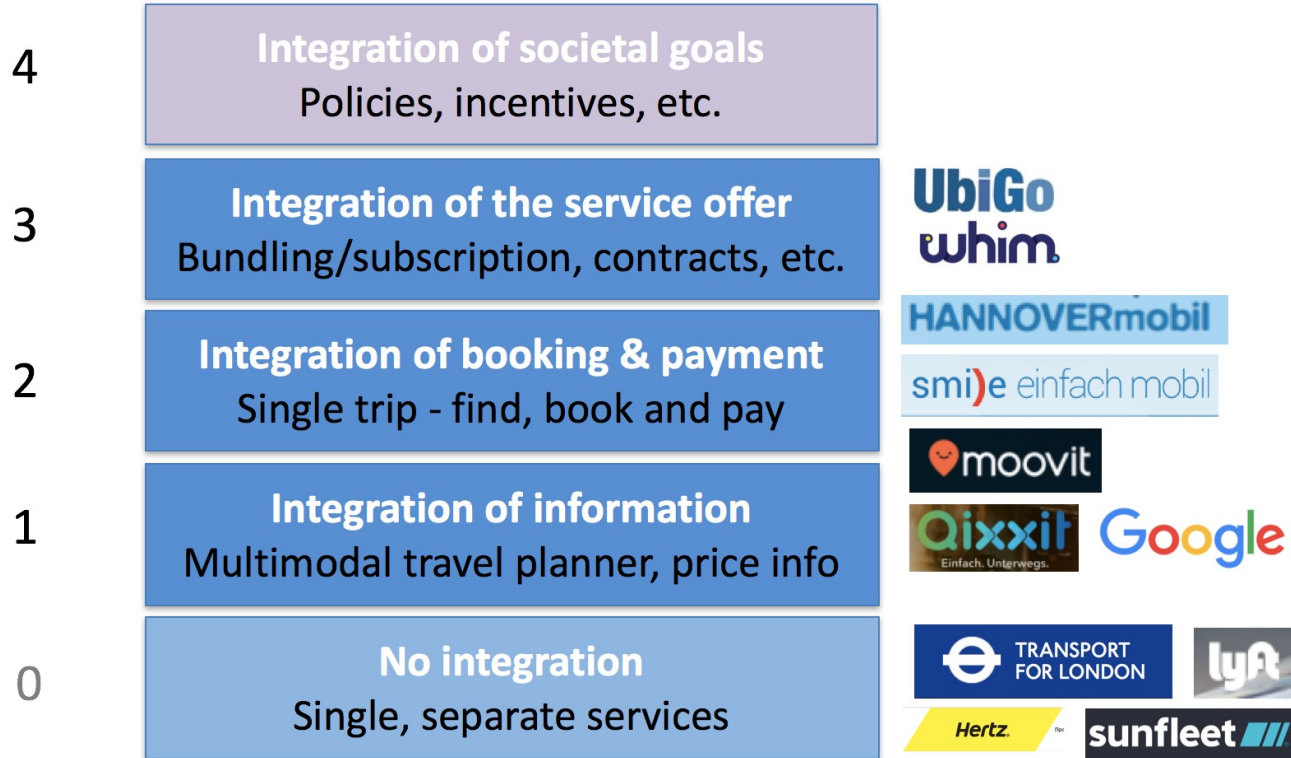 4
Integration of societal goals
Policies, incentives, etc.
3
Integration of the service offer
Bundling/subscription, contracts, etc.
UbiGo
whim
2
Integration of booking & payment
Single trip - find, book and pay
HANNOVERmobil
smi)e einfach mobil
1
Integration of information
Multimodal travel planner, price info
moovit
Qixxit
Einfach. Unterwegs.
Google
0
No integration
Single, separate services
TRANSPORT
FOR LONDON
lyft
Hertz.
sunfleet